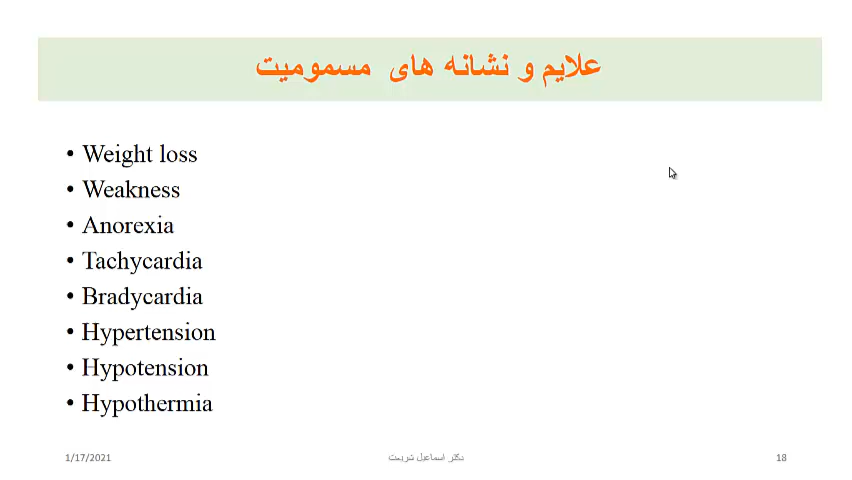 علایم و نشانه های مسمومیت
• Weight loss
• Weakness
• Anorexia
• Tachycardia
• Bradycardia
• Hypertension
• Hypotension
• Hypothermia
1/17/2021
دکتر اسماعیل شریعت
18